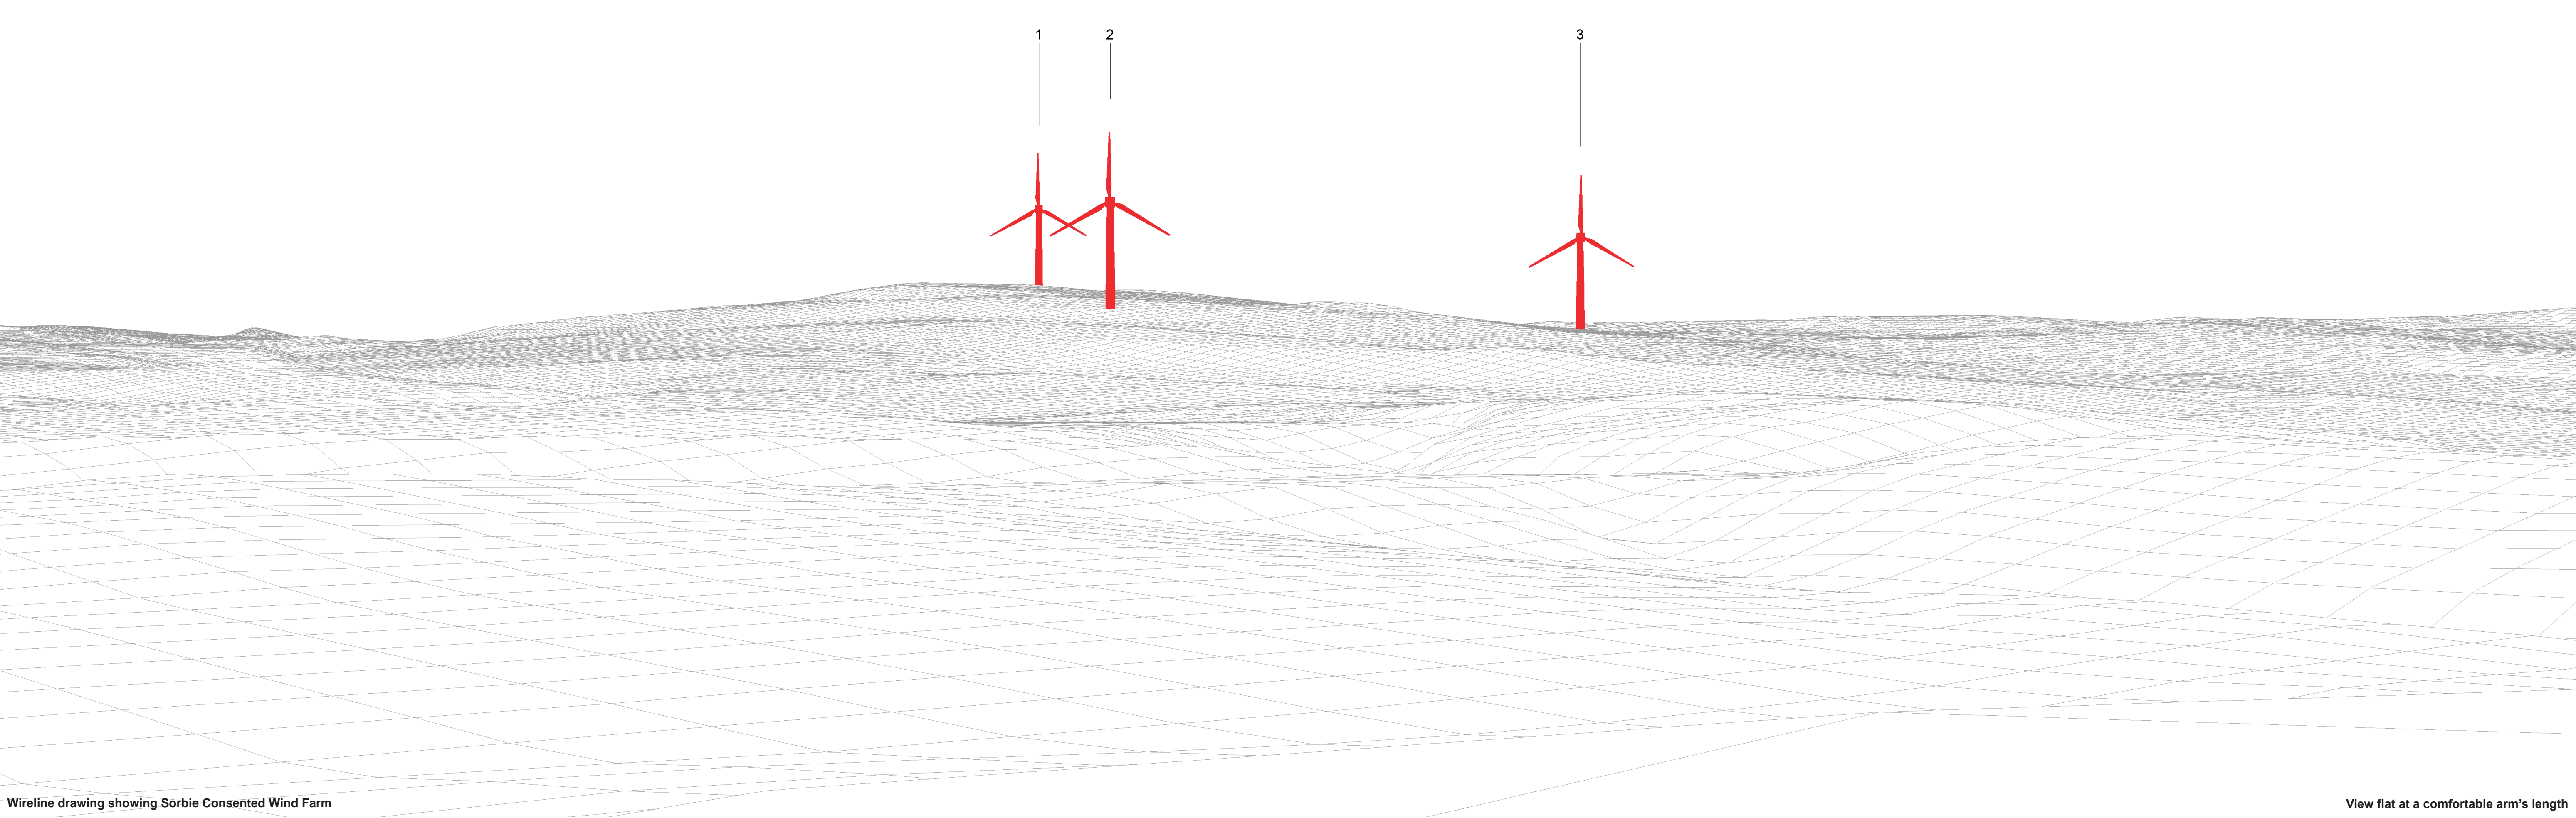 1 2 3
Wireline drawing showing Sorbie Consented Wind Farm
View flat at a comfortable arm's length